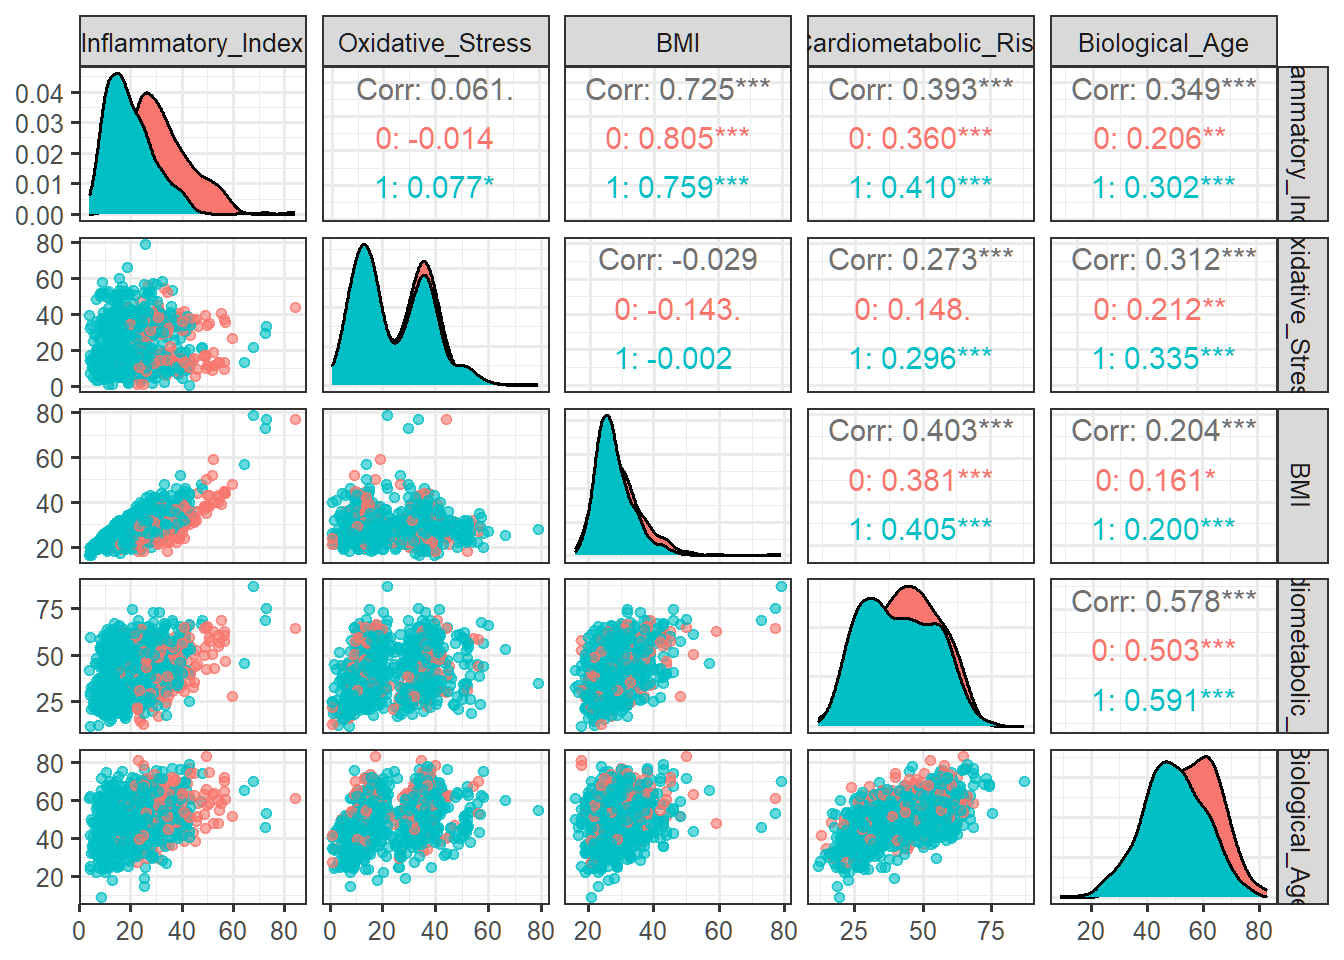 Inflammatory_Index Oxidative_Stress BMI Cardiometabolic_Ris Biological_Age
0.04 Corr: 0.061. Corr: 0.725*** Corr: 0.393*** Corr: 0.349*** ammatory_Inc
0.03 0: -0.014 0: 0.805*** 0: 0.360*** 0: 0.206**
0.02
0.01 1: 0.077* 1: 0.759*** 1: 0.410*** 1: 0.302***
0.00
80 Corr: -0.029 Corr: 0.273*** Corr: 0.312*** xidative_Stres
60
40 0: -0.143. 0: 0.148. 0: 0.212**
20 1: -0.002 1: 0.296*** 1: 0.335***
0
80 Corr: 0.403*** Corr: 0.204*** BMI
60 0: 0.381*** 0: 0.161*
40
20 1: 0.405*** 1: 0.200***
75 Corr: 0.578*** diometabolic_
50 0: 0.503***
25 1: 0.591***
80 Biological_Age
60
40
20
0 20 40 60 80 0 20 40 60 80 20 40 60 80 25 50 75 20 40 60 80